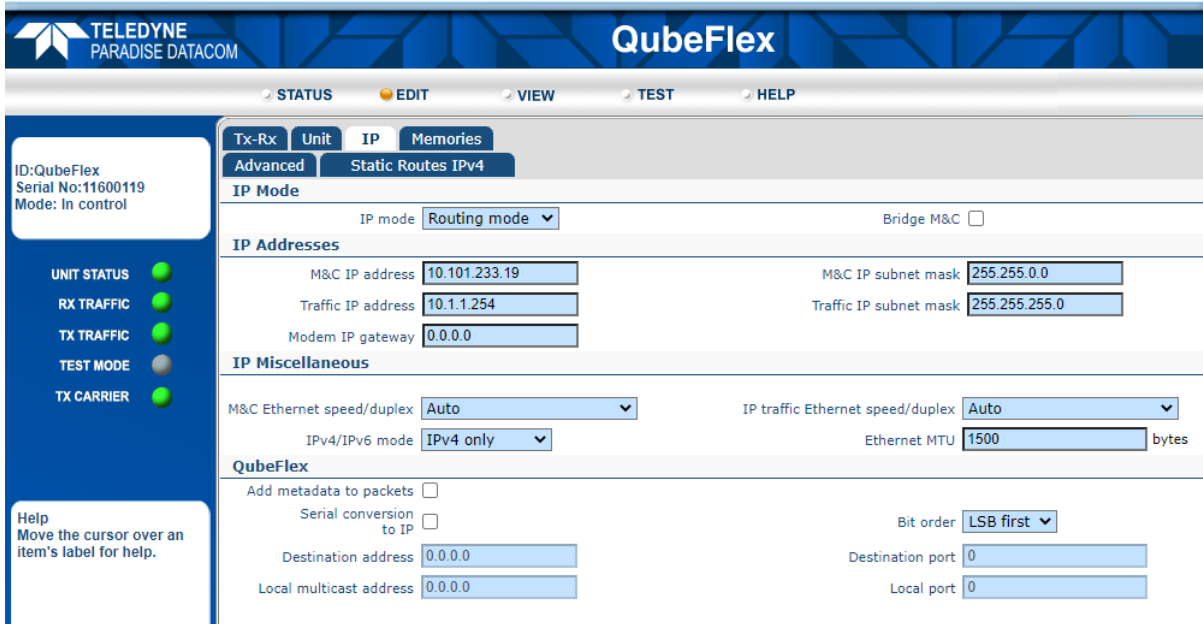 TELEDYNE
PARADISE DATACOM
QubeFlex
STATUS EDIT VIEW TEST HELP
ID:QubeFlex
Serial No:11600119
Mode: In control
UNIT STATUS
RX TRAFFIC
TX TRAFFIC
TEST MODE
TX CARRIER
Help
Move the cursor over an
item's label for help.
Tx-Rx Unit IP Memories
Advanced Static Routes IPv4
IP Mode
IP mode Routing mode Bridge M&C
IP Addresses
M&C IP address 10.101.233.19 M&C IP subnet mask 255.255.0.0
Traffic IP address 10.1.1.254 Traffic IP subnet mask 255.255.255.0
Modem IP gateway 0.0.0.0
IP Miscellaneous
M&C Ethernet speed/duplex Auto IP traffic Ethernet speed/duplex Auto
IPv4/IPv6 mode IPv4 only Ethernet MTU 1500 bytes
QubeFlex
Add metadata to packets
Serial conversion
to IP Bit order LSB first
Destination address 0.0.0.0 Destination port 0
Local multicast address 0.0.0.0 Local port 0